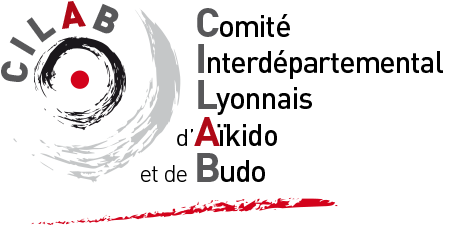 CILAB
Comité
Interdépartemental
Lyonnais
d'Aïkido
et de Budo